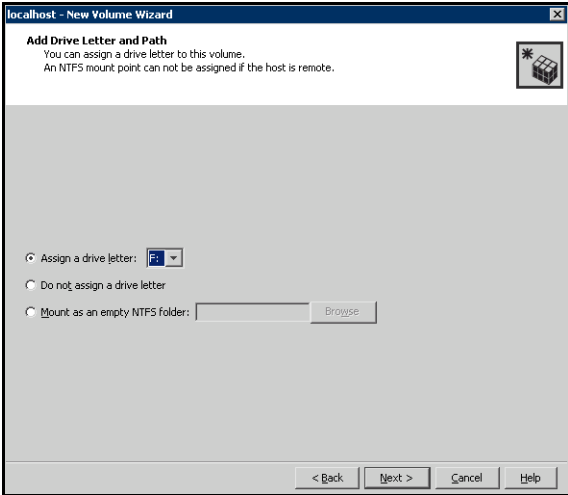 localhost - New Volume Wizard
Add Drive Letter and Path
You can assign a drive letter to this volume.
An NTFS mount point can not be assigned if the host is remote.
Assign a drive letter: F:
Do not assign a drive letter
Mount as an empty NTFS folder: Browse
< Back Next > Cancel Help